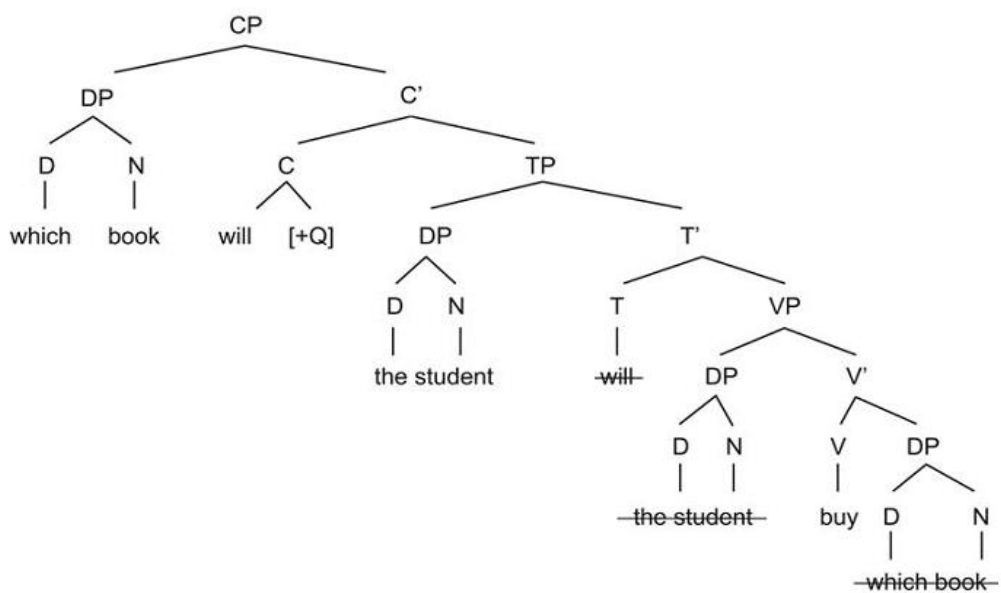 CP
DP C’
D N C TP
which book will [+Q] DP T’
D N T VP
the student will DP V’
D N V DP
the student buy D N
which book